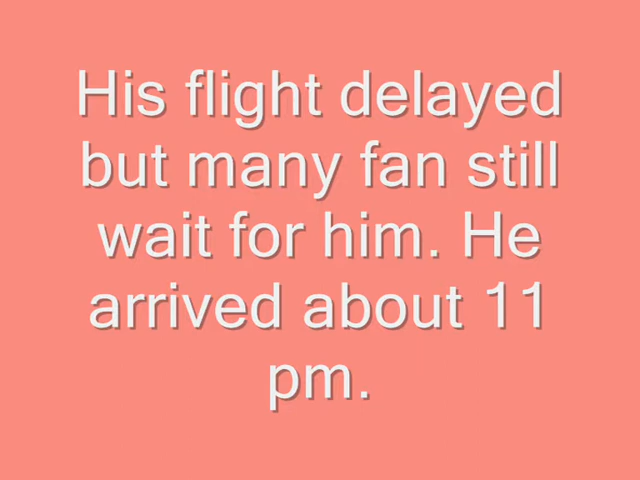 His flight delayed
but many fan still
wait for him. He
arrived about 11
pm.